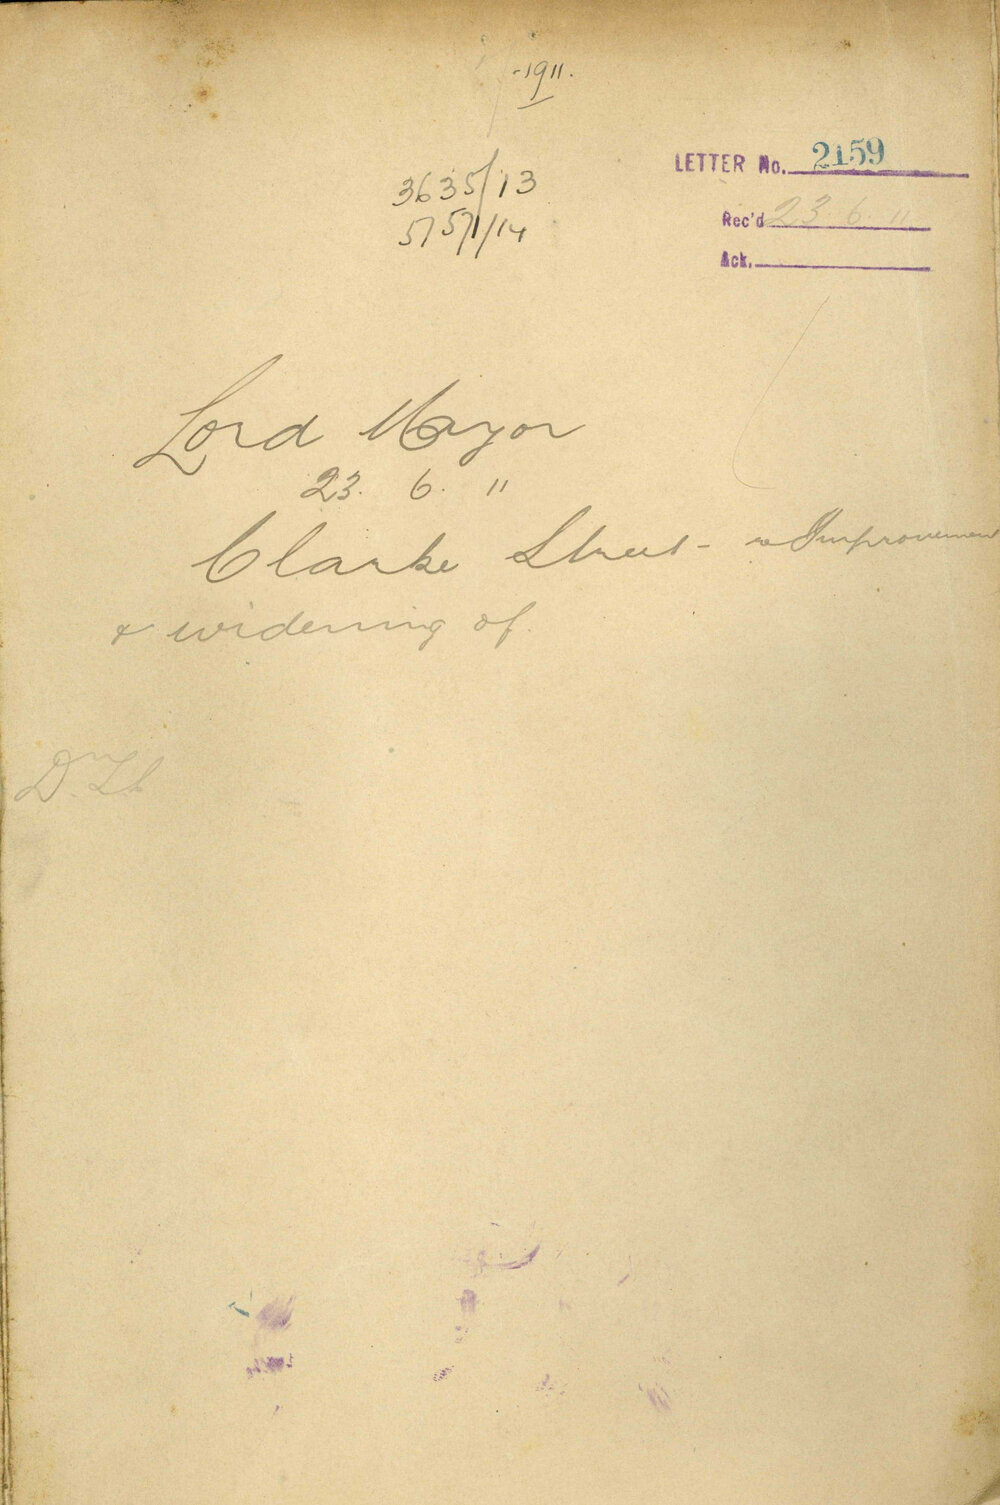 -1911.
3635/13
5751/14
LETTER No. 2159
Rec'd 23. 6. 11
Ack.
Lord Mayor
23. 6. 11
Clarke Street - re Improvement
& widening of.